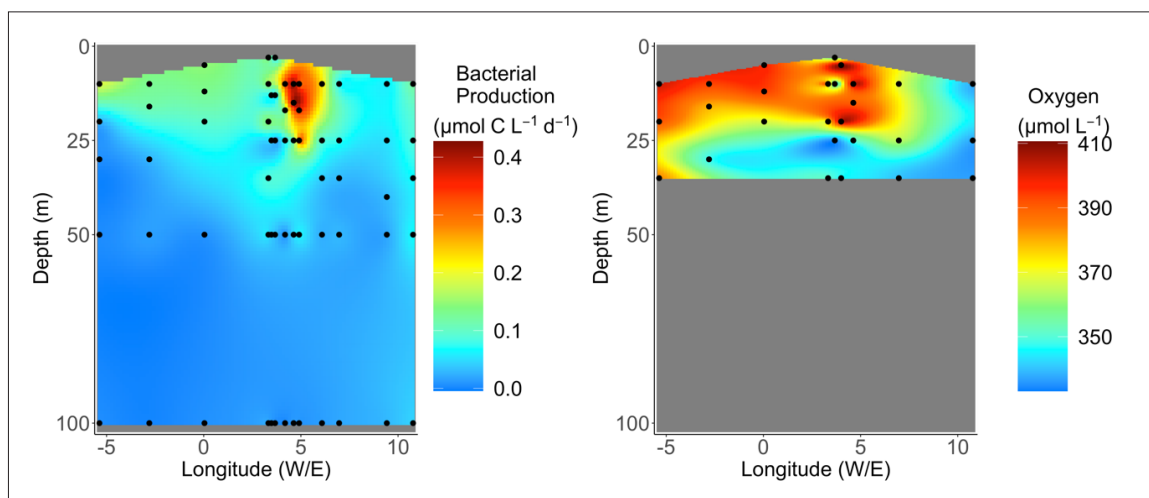 0
25
50
100
Depth (m)
-5
0
5
10
Longitude (W/E)
Bacterial
Production
(μmol C L⁻¹ d⁻¹)
0.4
0.3
0.2
0.1
0.0
0
25
50
100
Depth (m)
-5
0
5
10
Longitude (W/E)
Oxygen
(μmol L⁻¹)
410
390
370
350